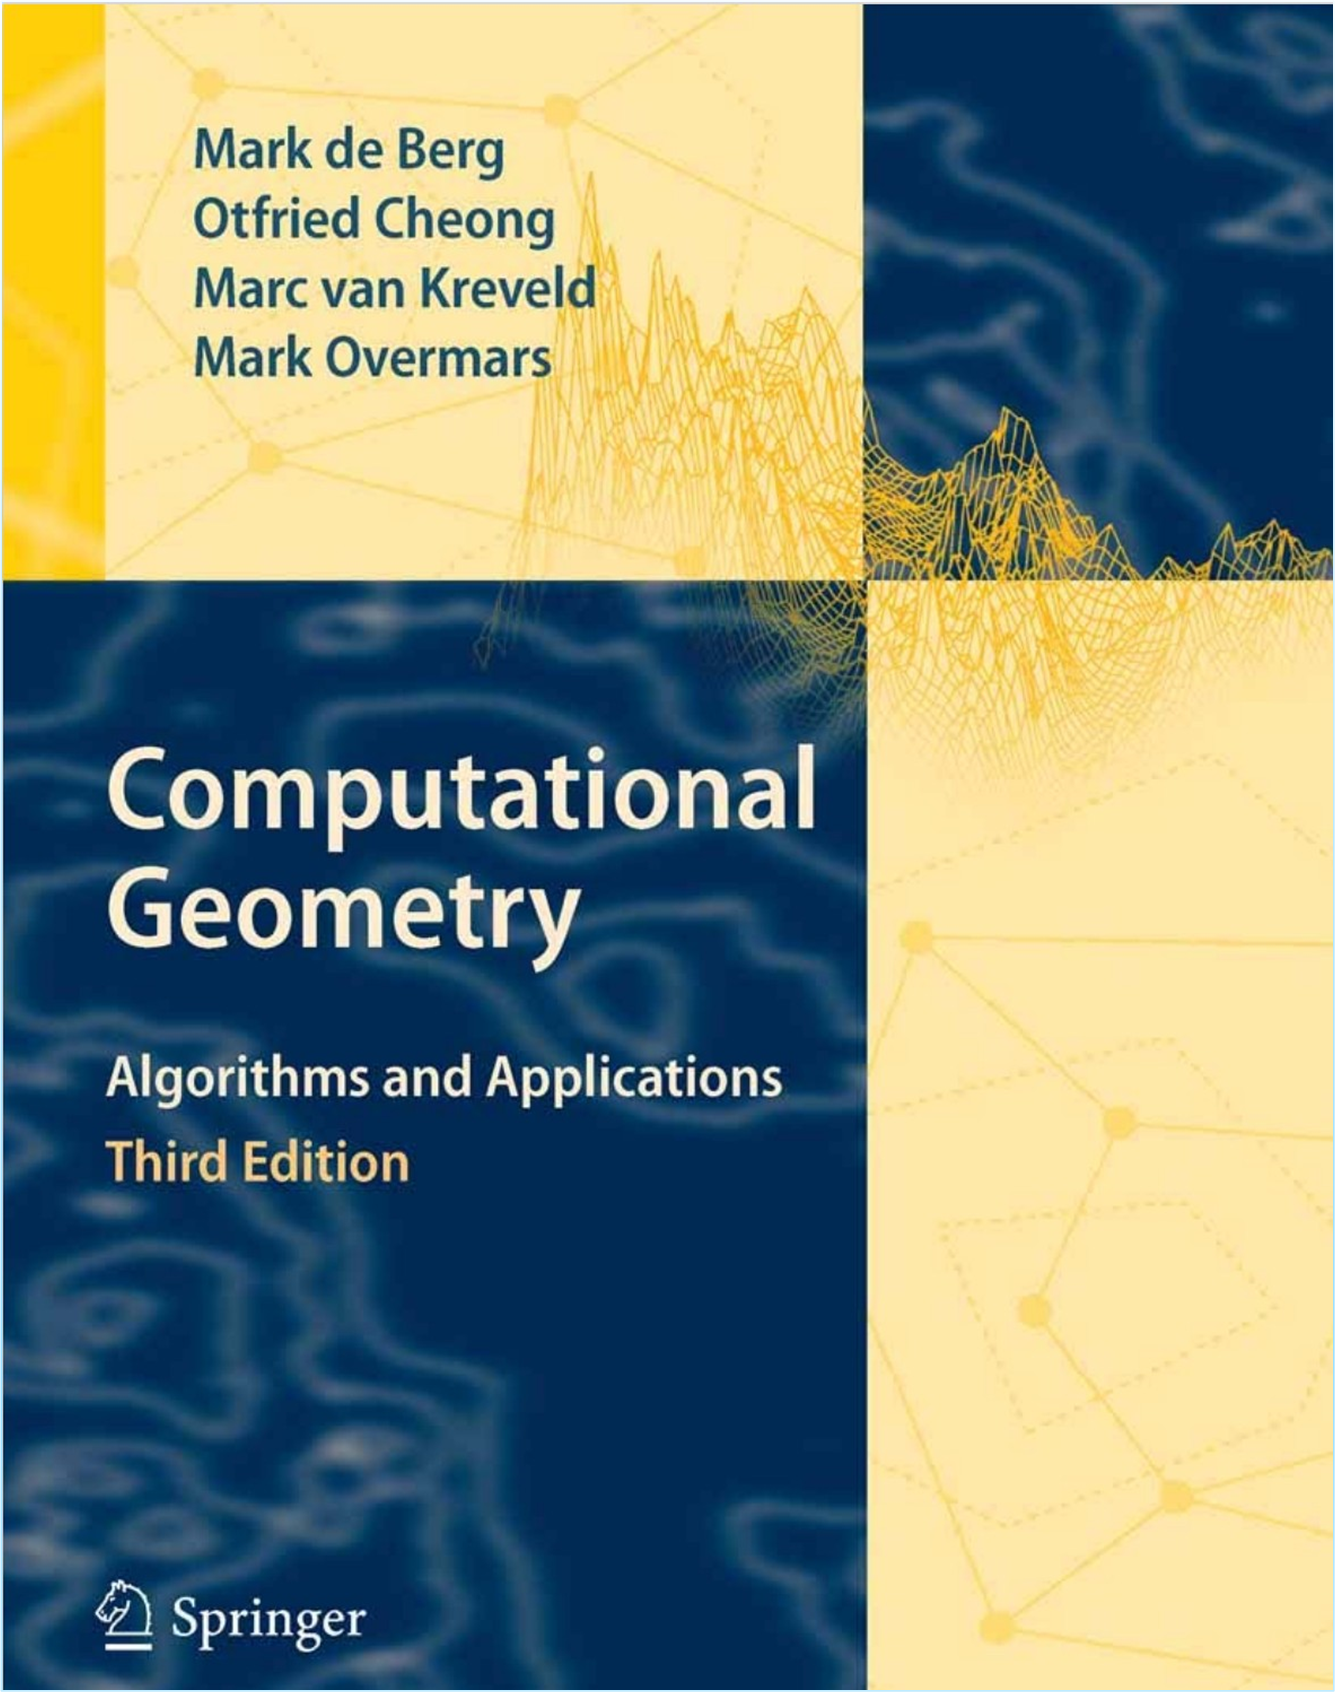 Mark de Berg
Otfried Cheong
Marc van Kreveld
Mark Overmars
Computational
Geometry
Algorithms and Applications
Third Edition
Springer